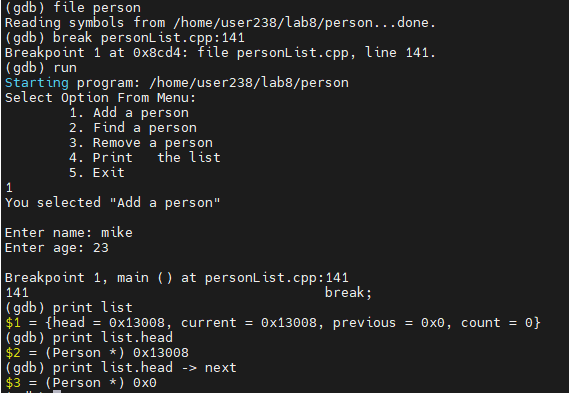 (gdb) file person
Reading symbols from /home/user238/lab8/person...done.
(gdb) break personList.cpp:141
Breakpoint 1 at 0x8cd4: file personList.cpp, line 141.
(gdb) run
Starting program: /home/user238/lab8/person
Select Option From Menu:
        1. Add a person
        2. Find a person
        3. Remove a person
        4. Print   the list
        5. Exit
1
You selected "Add a person"

Enter name: mike
Enter age: 23

Breakpoint 1, main () at personList.cpp:141
141                                     break;
(gdb) print list
$1 = {head = 0x13008, current = 0x13008, previous = 0x0, count = 0}
(gdb) print list.head
$2 = (Person *) 0x13008
(gdb) print list.head -> next
$3 = (Person *) 0x0